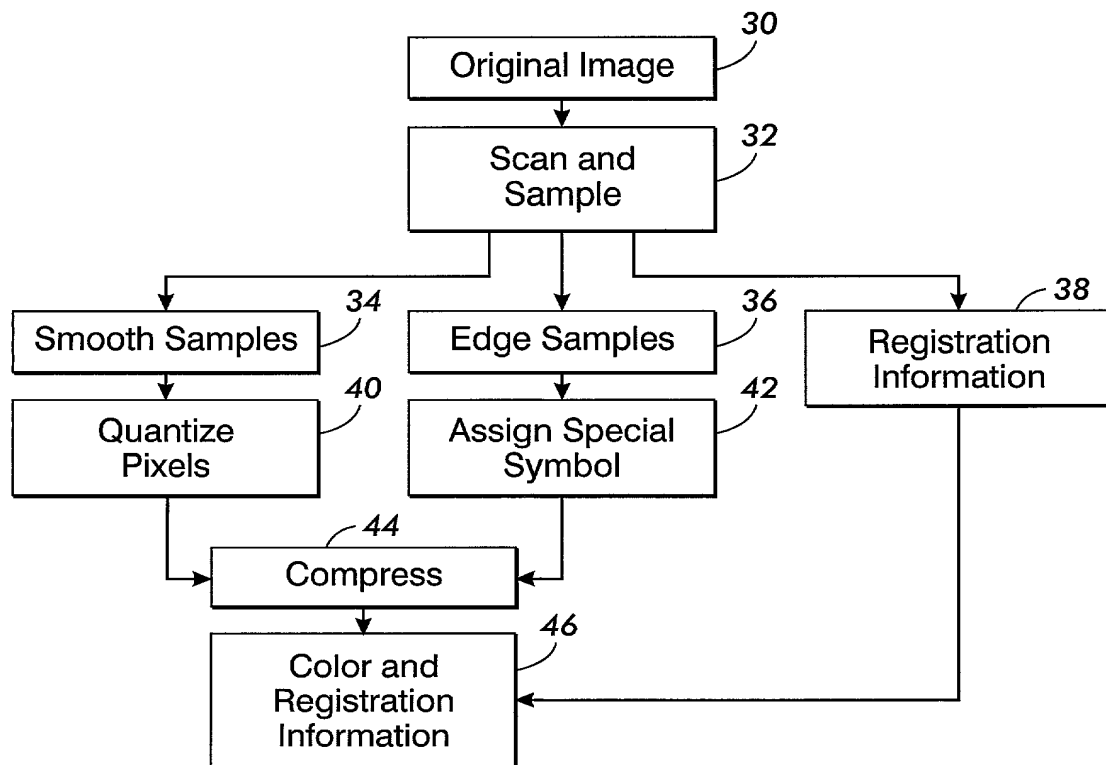 30
Original Image
32
Scan and
Sample
34
Smooth Samples
36
Edge Samples
38
Registration
Information
40
Quantize
Pixels
42
Assign Special
Symbol
44
Compress
46
Color and
Registration
Information